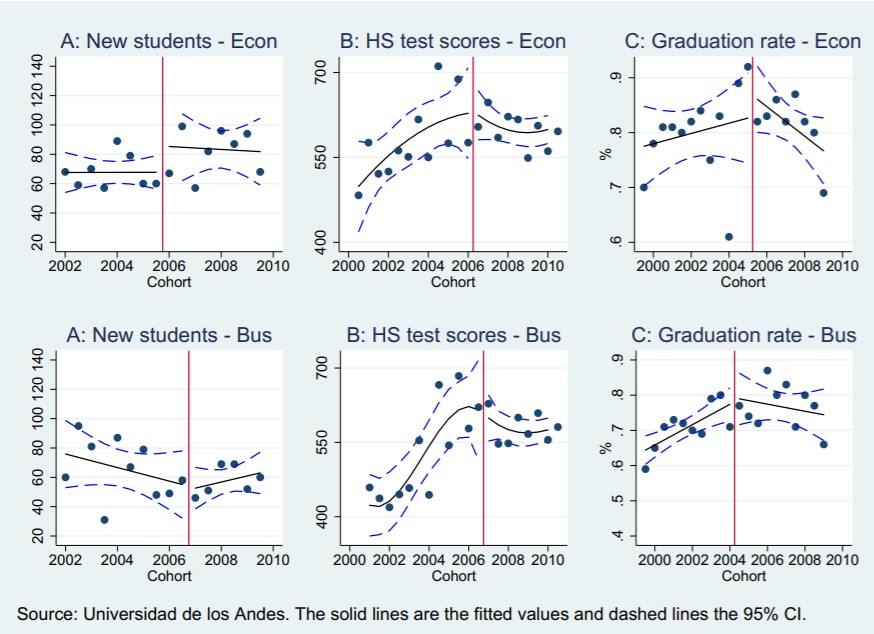 A: New students - Econ
B: HS test scores - Econ
C: Graduation rate - Econ
140
120
100
80
60
40
20
2002 2004 2006 2008 2010
Cohort
700
550
400
2000 2002 2004 2006 2008 2010
Cohort
.9
.8
.7
.6
%
2000 2002 2004 2006 2008 2010
Cohort
A: New students - Bus
B: HS test scores - Bus
C: Graduation rate - Bus
140
120
100
80
60
40
20
2002 2004 2006 2008 2010
Cohort
700
550
400
2000 2002 2004 2006 2008 2010
Cohort
.9
.8
.7
.6
.5
.4
%
2000 2002 2004 2006 2008 2010
Cohort
Source: Universidad de los Andes. The solid lines are the fitted values and dashed lines the 95% CI.